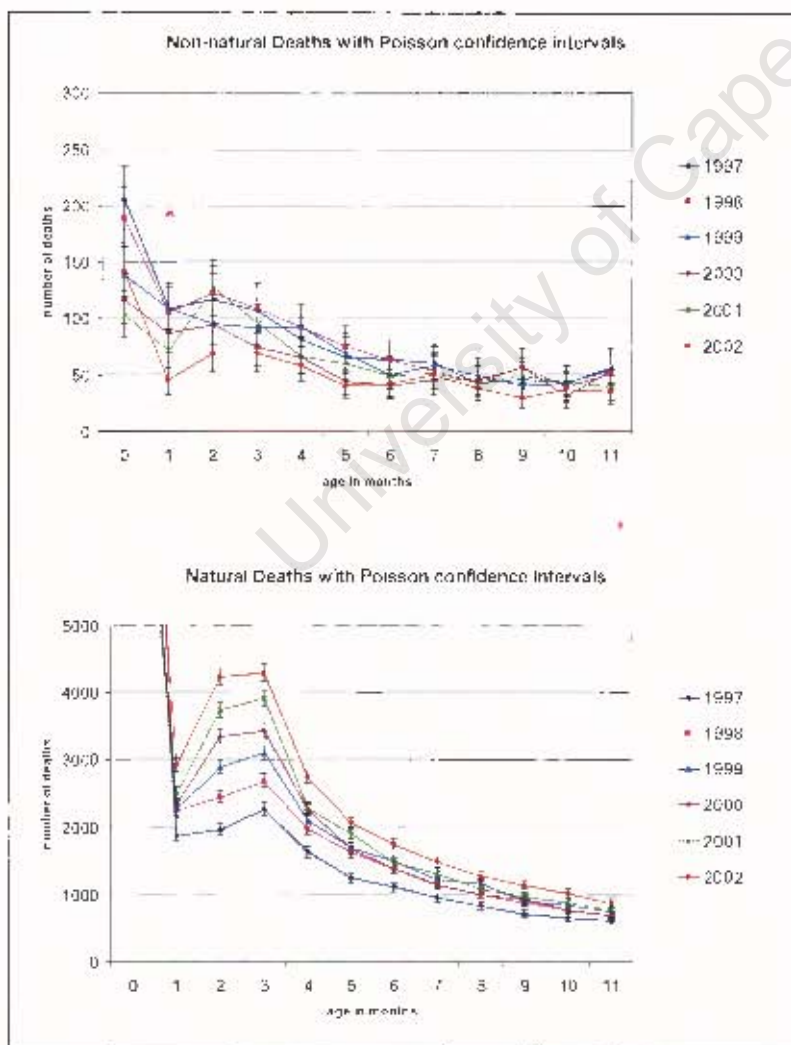 Non-natural Deaths with Poisson confidence intervals
300
250
200
150
100
50
0
number of deaths
0 1 2 3 4 5 6 7 8 9 10 11
age in months
1997
1998
1999
2000
2001
2002
University of Cape
Natural Deaths with Poisson confidence intervals
5000
4000
3000
2000
1000
0
number of deaths
0 1 2 3 4 5 6 7 8 9 10 11
age in months
1997
1998
1999
2000
2001
2002